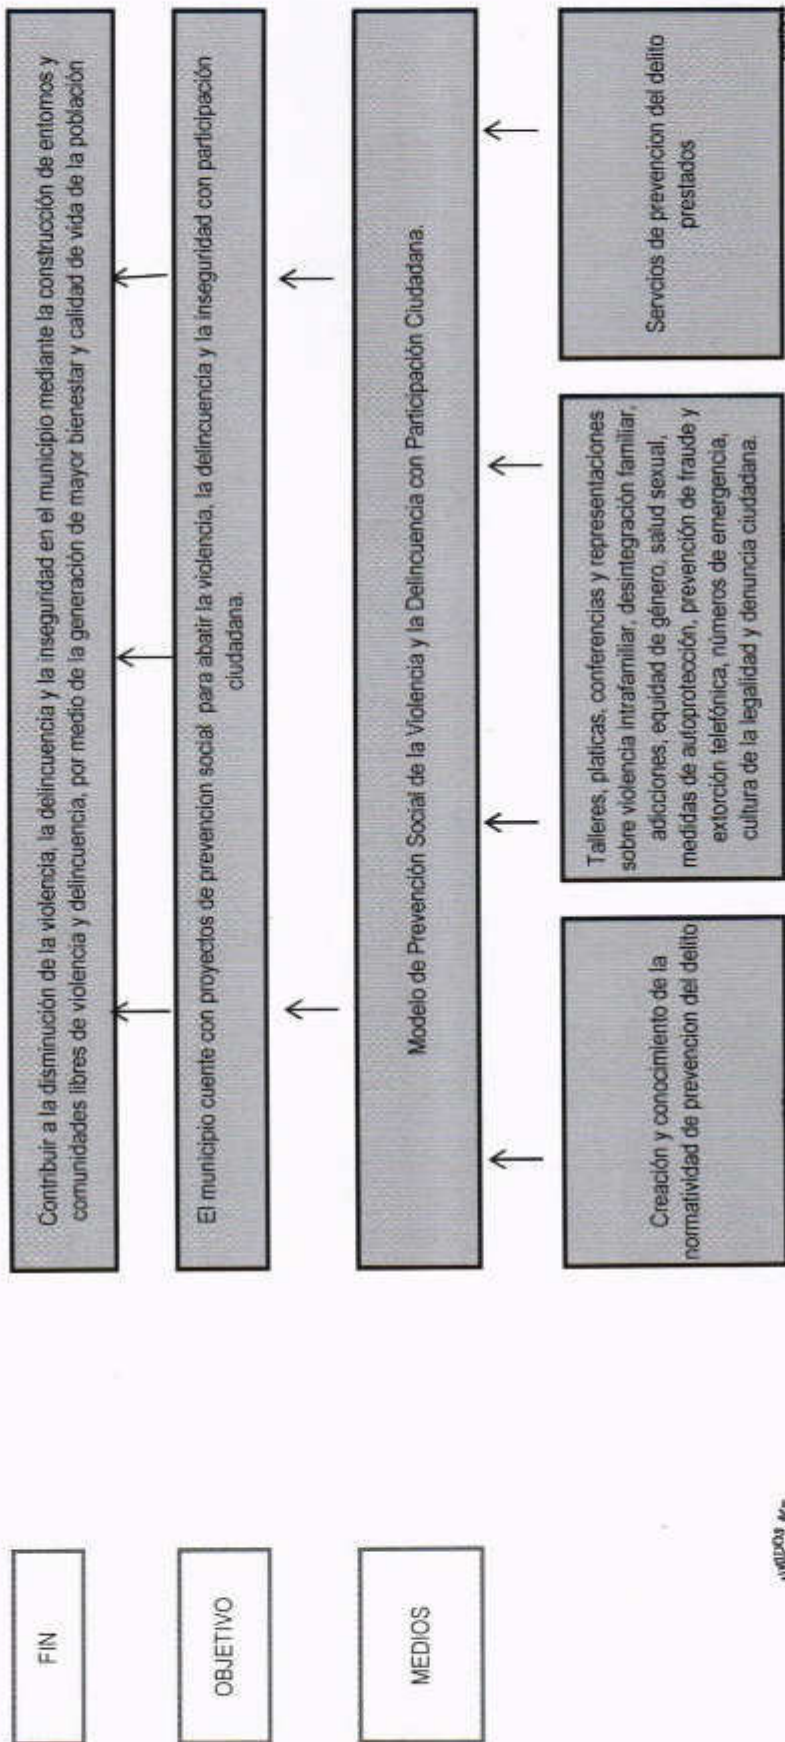 FIN
Contribuir a la disminución de la violencia, la delincuencia y la inseguridad en el municipio mediante la construcción de entornos y
comunidades libres de violencia y delincuencia, por medio de la generación de mayor bienestar y calidad de vida de la población
OBJETIVO
El municipio cuente con proyectos de prevencion social para abatir la violencia, la delincuencia y la inseguridad con participación
ciudadana.
MEDIOS
Modelo de Prevención Social de la Violencia y la Delincuencia con Participación Ciudadana.
Creación y conocimiento de la
normatividad de prevencion del delito
Talleres, platicas, conferencias y representaciones
sobre violencia intrafamiliar, desintegración familiar,
adicciones, equidad de género, salud sexual,
medidas de autoprotección, prevención de fraude y
extorción telefónica, números de emergencia,
cultura de la legalidad y denuncia ciudadana.
Servcios de prevencion del delito
prestados